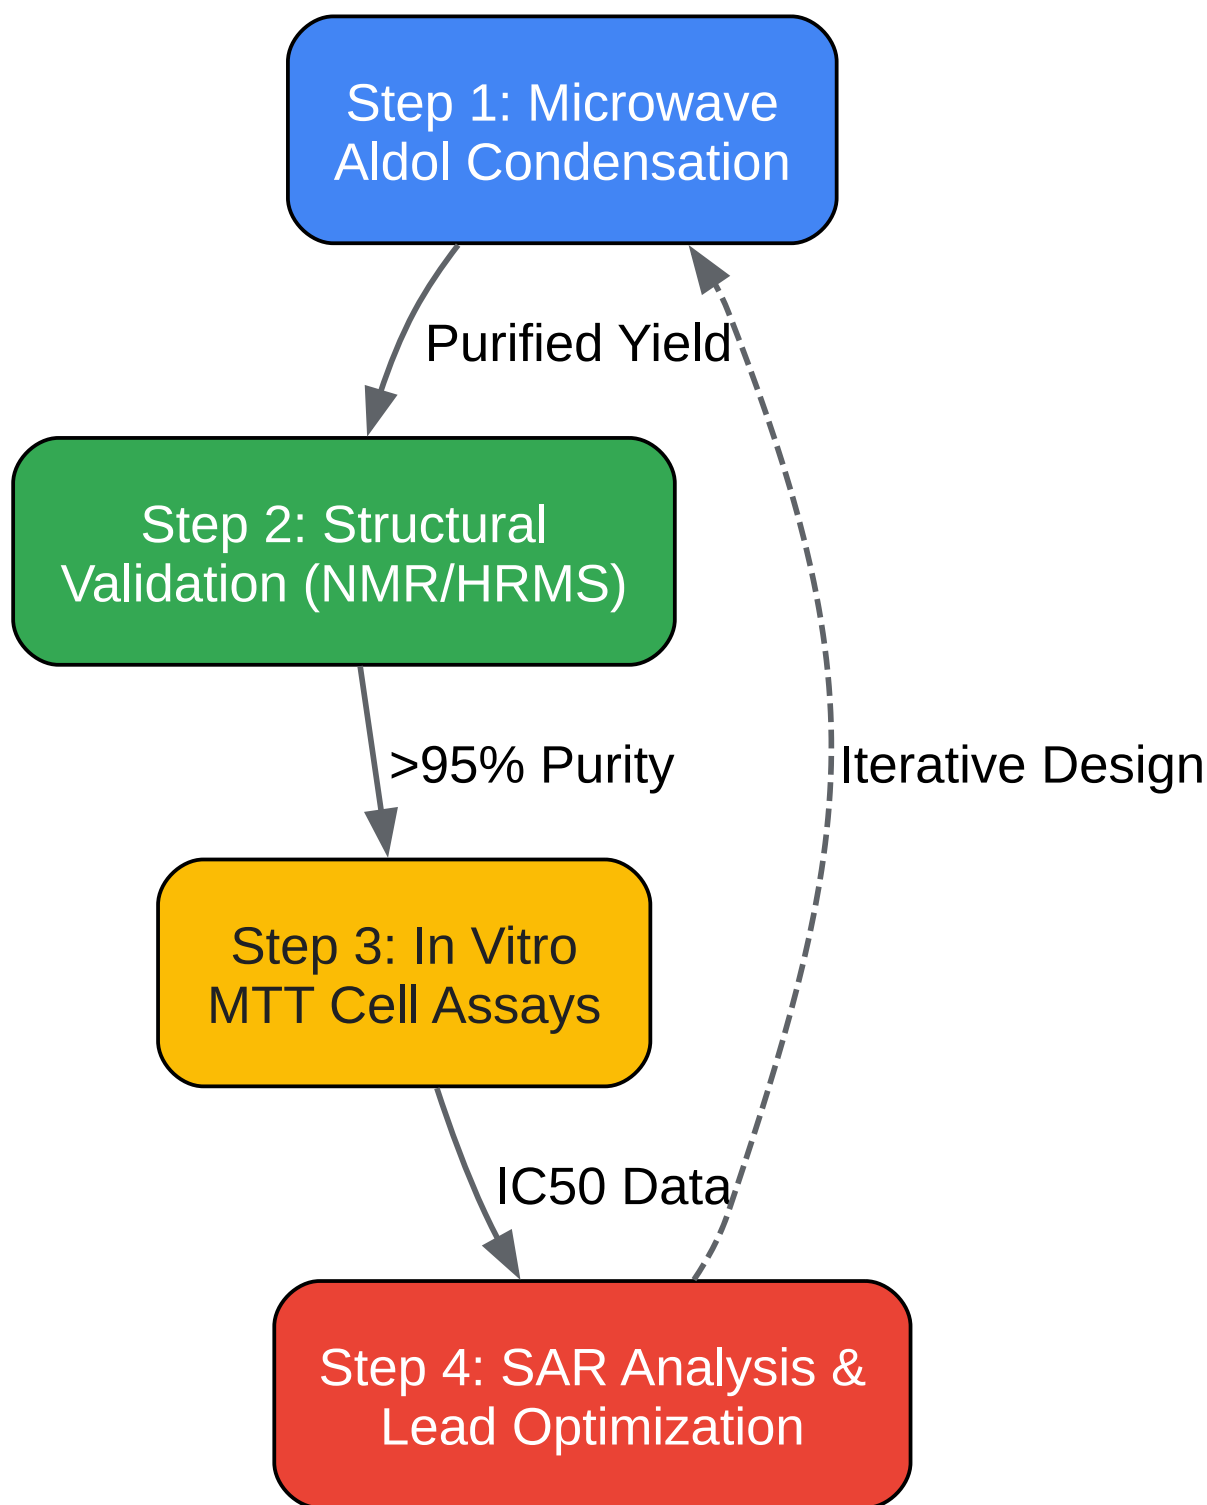 Step 1: Microwave
Aldol Condensation
Purified Yield
Step 2: Structural
Validation (NMR/HRMS)
>95% Purity
Iterative Design
Step 3: In Vitro
MTT Cell Assays
IC50 Data
Step 4: SAR Analysis &
Lead Optimization